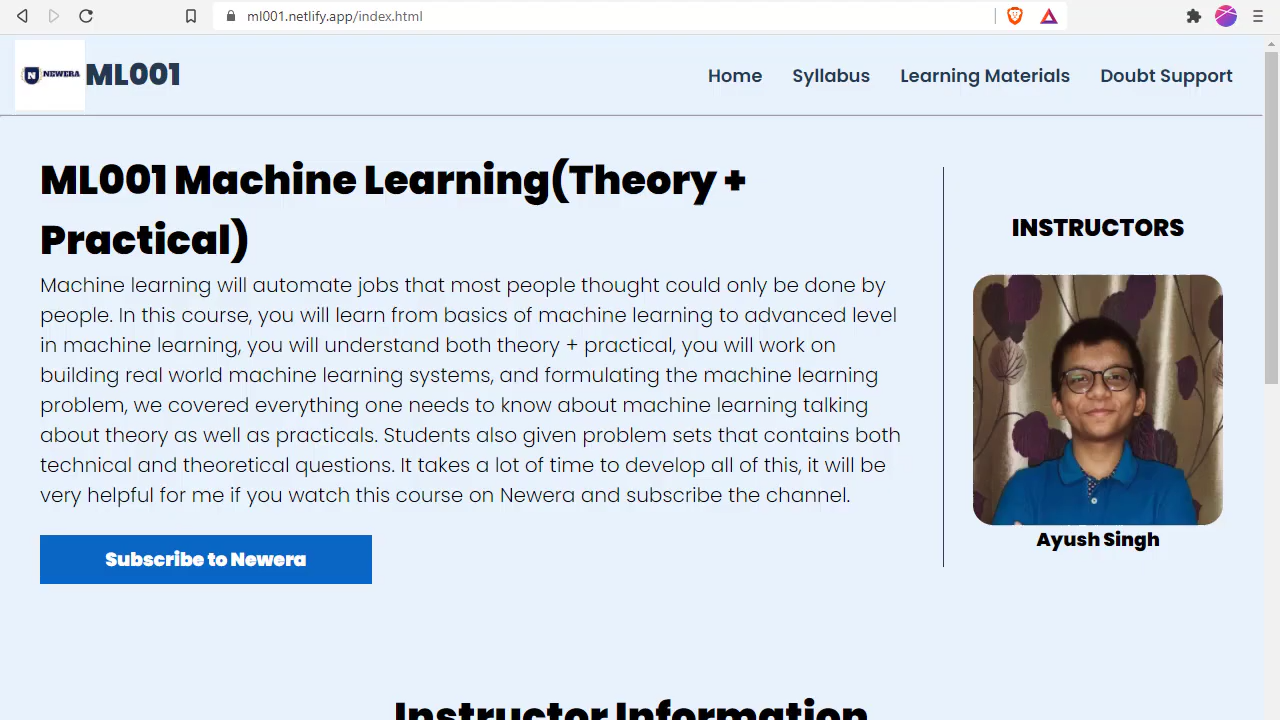 ml001.netlify.app/index.html
NEWERA
ML001
Home Syllabus Learning Materials Doubt Support
ML001 Machine Learning(Theory +
Practical)
Machine learning will automate jobs that most people thought could only be done by
people. In this course, you will learn from basics of machine learning to advanced level
in machine learning, you will understand both theory + practical, you will work on
building real world machine learning systems, and formulating the machine learning
problem, we covered everything one needs to know about machine learning talking
about theory as well as practicals. Students also given problem sets that contains both
technical and theoretical questions. It takes a lot of time to develop all of this, it will be
very helpful for me if you watch this course on Newera and subscribe the channel.
Subscribe to Newera
INSTRUCTORS
Ayush Singh
Instructor Information